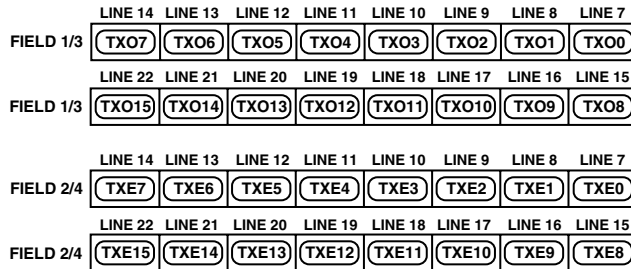 LINE 14 LINE 13 LINE 12 LINE 11 LINE 10 LINE 9 LINE 8 LINE 7
FIELD 1/3 TXO7 TXO6 TXO5 TXO4 TXO3 TXO2 TXO1 TXO0
LINE 22 LINE 21 LINE 20 LINE 19 LINE 18 LINE 17 LINE 16 LINE 15
FIELD 1/3 TXO15 TXO14 TXO13 TXO12 TXO11 TXO10 TXO9 TXO8
LINE 14 LINE 13 LINE 12 LINE 11 LINE 10 LINE 9 LINE 8 LINE 7
FIELD 2/4 TXE7 TXE6 TXE5 TXE4 TXE3 TXE2 TXE1 TXE0
LINE 22 LINE 21 LINE 20 LINE 19 LINE 18 LINE 17 LINE 16 LINE 15
FIELD 2/4 TXE15 TXE14 TXE13 TXE12 TXE11 TXE10 TXE9 TXE8